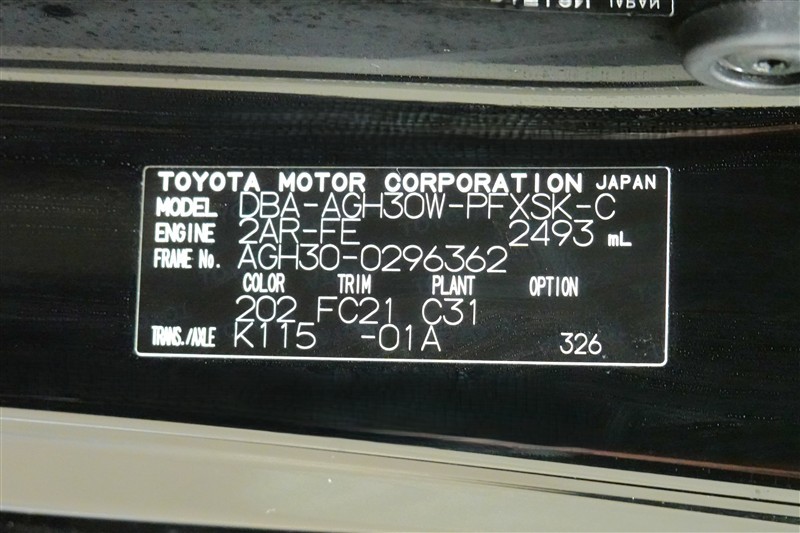 TOYOTA MOTOR CORPORATION JAPAN
MODEL DBA-AGH30W-PFXSK-C
ENGINE 2AR-FE 2493 mL
FRAME No. AGH30-0296362
COLOR TRIM PLANT OPTION
202 FC21 C31
TRANS./AXLE K115 -01A 326